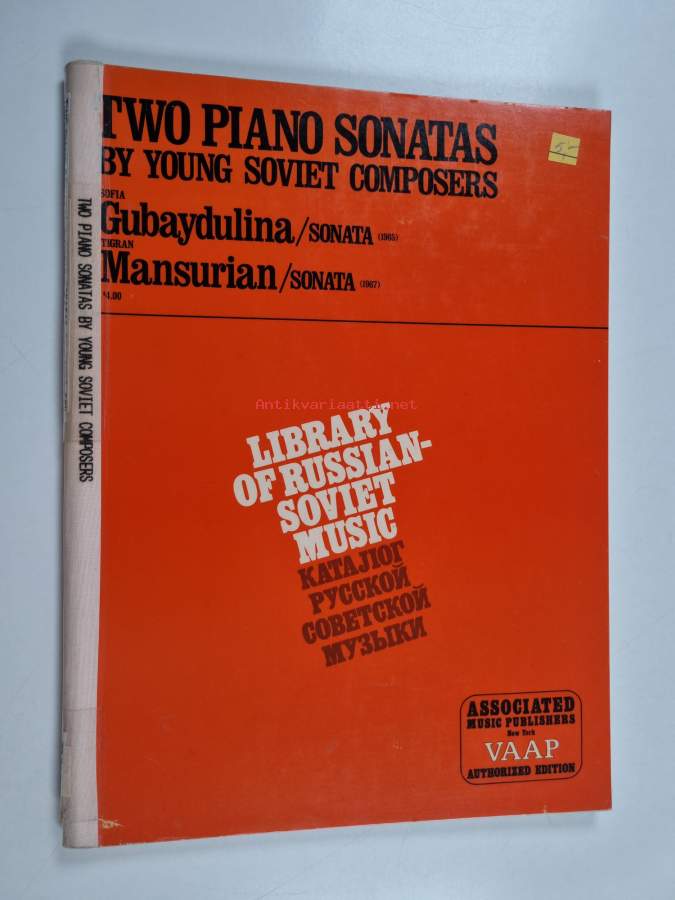 TWO PIANO SONATAS
BY YOUNG SOVIET COMPOSERS
SOFIA
Gubaydulina/SONATA (1965)
TIGRAN
Mansurian/SONATA (1967)
$4.00
5,-
TWO PIANO SONATAS BY YOUNG SOVIET COMPOSERS
Antikvariaatti.net
LIBRARY
OF RUSSIAN-
SOVIET
MUSIC
КАТАЛОГ
РУССКОЙ
СОВЕТСКОЙ
МУЗЫКИ
ASSOCIATED
MUSIC PUBLISHERS
New York
VAAP
AUTHORIZED EDITION